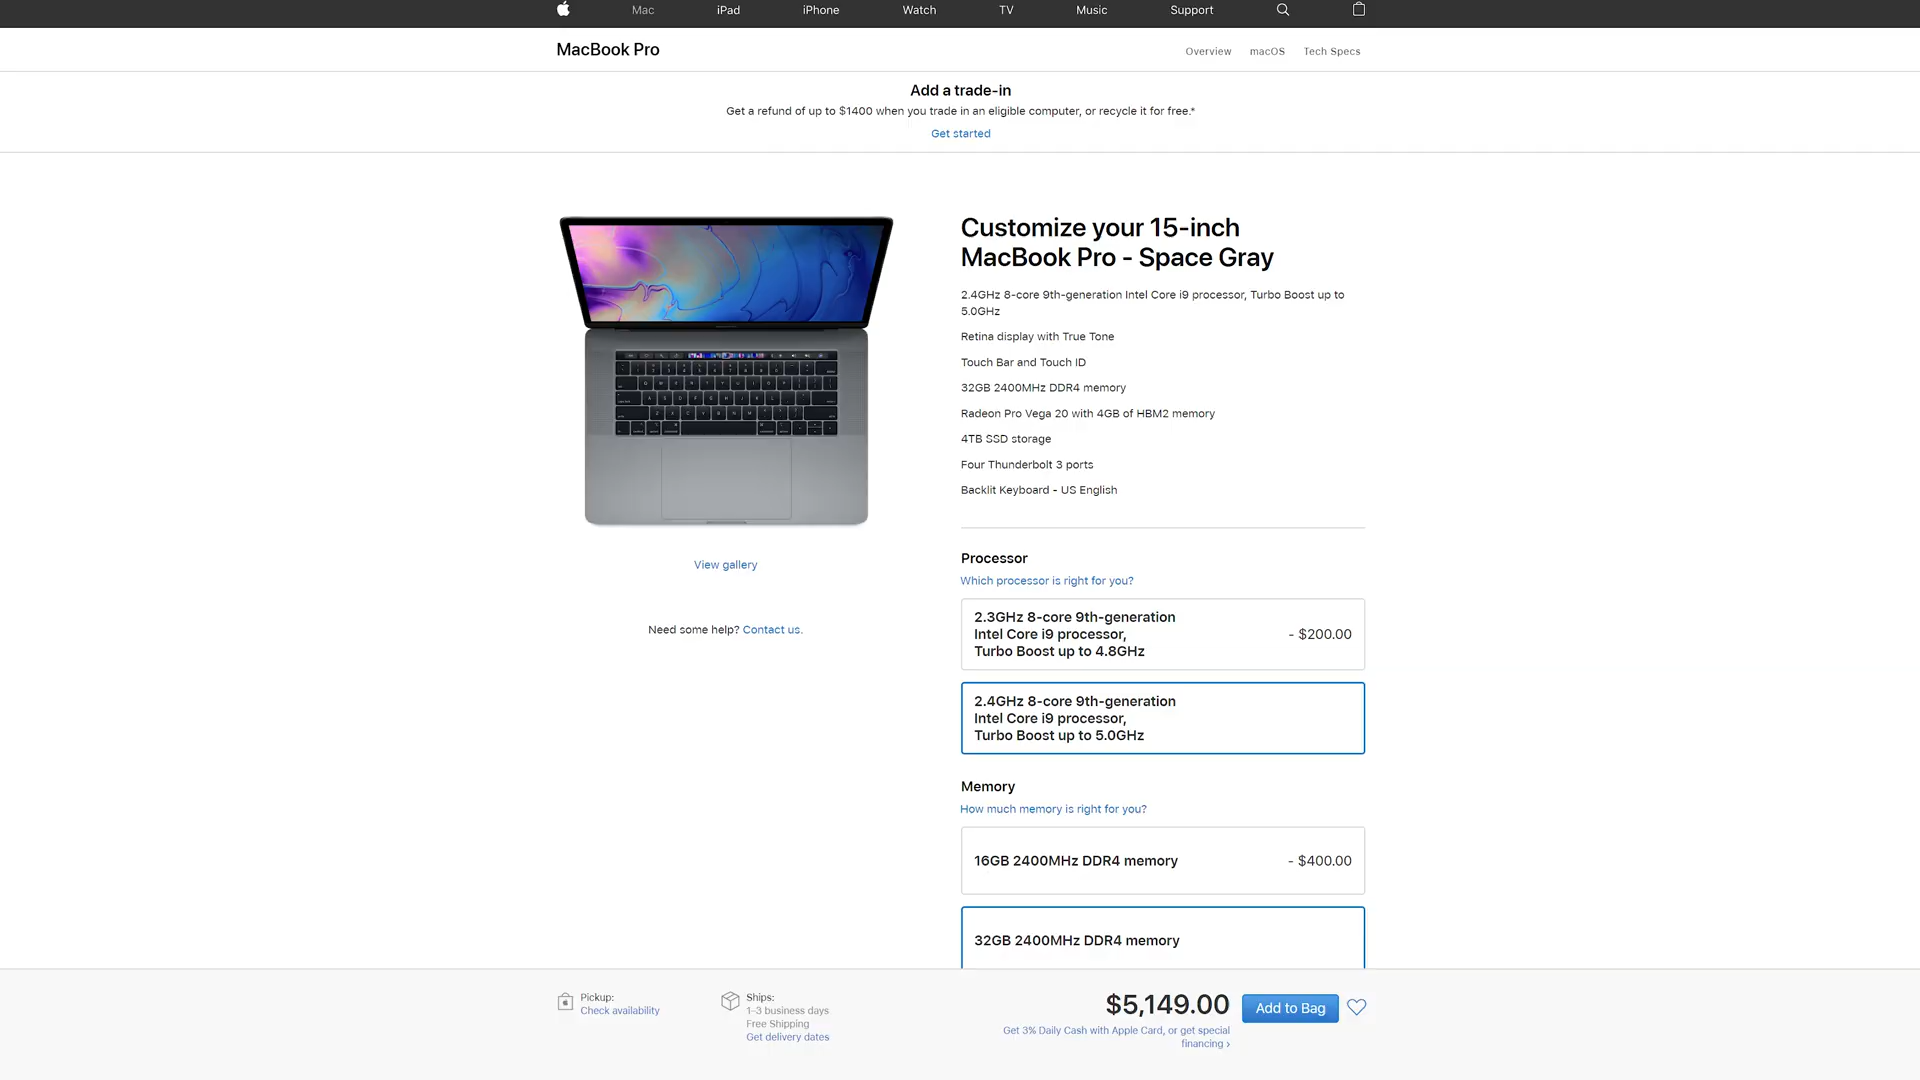 Mac
iPad
iPhone
Watch
TV
Music
Support
MacBook Pro
Overview
macOS
Tech Specs
Add a trade-in
Get a refund of up to $1400 when you trade in an eligible computer, or recycle it for free.*
Get started
Customize your 15-inch
MacBook Pro - Space Gray
2.4GHz 8-core 9th-generation Intel Core i9 processor, Turbo Boost up to
5.0GHz
Retina display with True Tone
Touch Bar and Touch ID
32GB 2400MHz DDR4 memory
Radeon Pro Vega 20 with 4GB of HBM2 memory
4TB SSD storage
Four Thunderbolt 3 ports
Backlit Keyboard - US English
View gallery
Need some help? Contact us.
Processor
Which processor is right for you?
2.3GHz 8-core 9th-generation
Intel Core i9 processor,
Turbo Boost up to 4.8GHz
- $200.00
2.4GHz 8-core 9th-generation
Intel Core i9 processor,
Turbo Boost up to 5.0GHz
Memory
How much memory is right for you?
16GB 2400MHz DDR4 memory
- $400.00
32GB 2400MHz DDR4 memory
Pickup:
Check availability
Ships:
1–3 business days
Free Shipping
Get delivery dates
$5,149.00
Get 3% Daily Cash with Apple Card, or get special
financing ›
Add to Bag